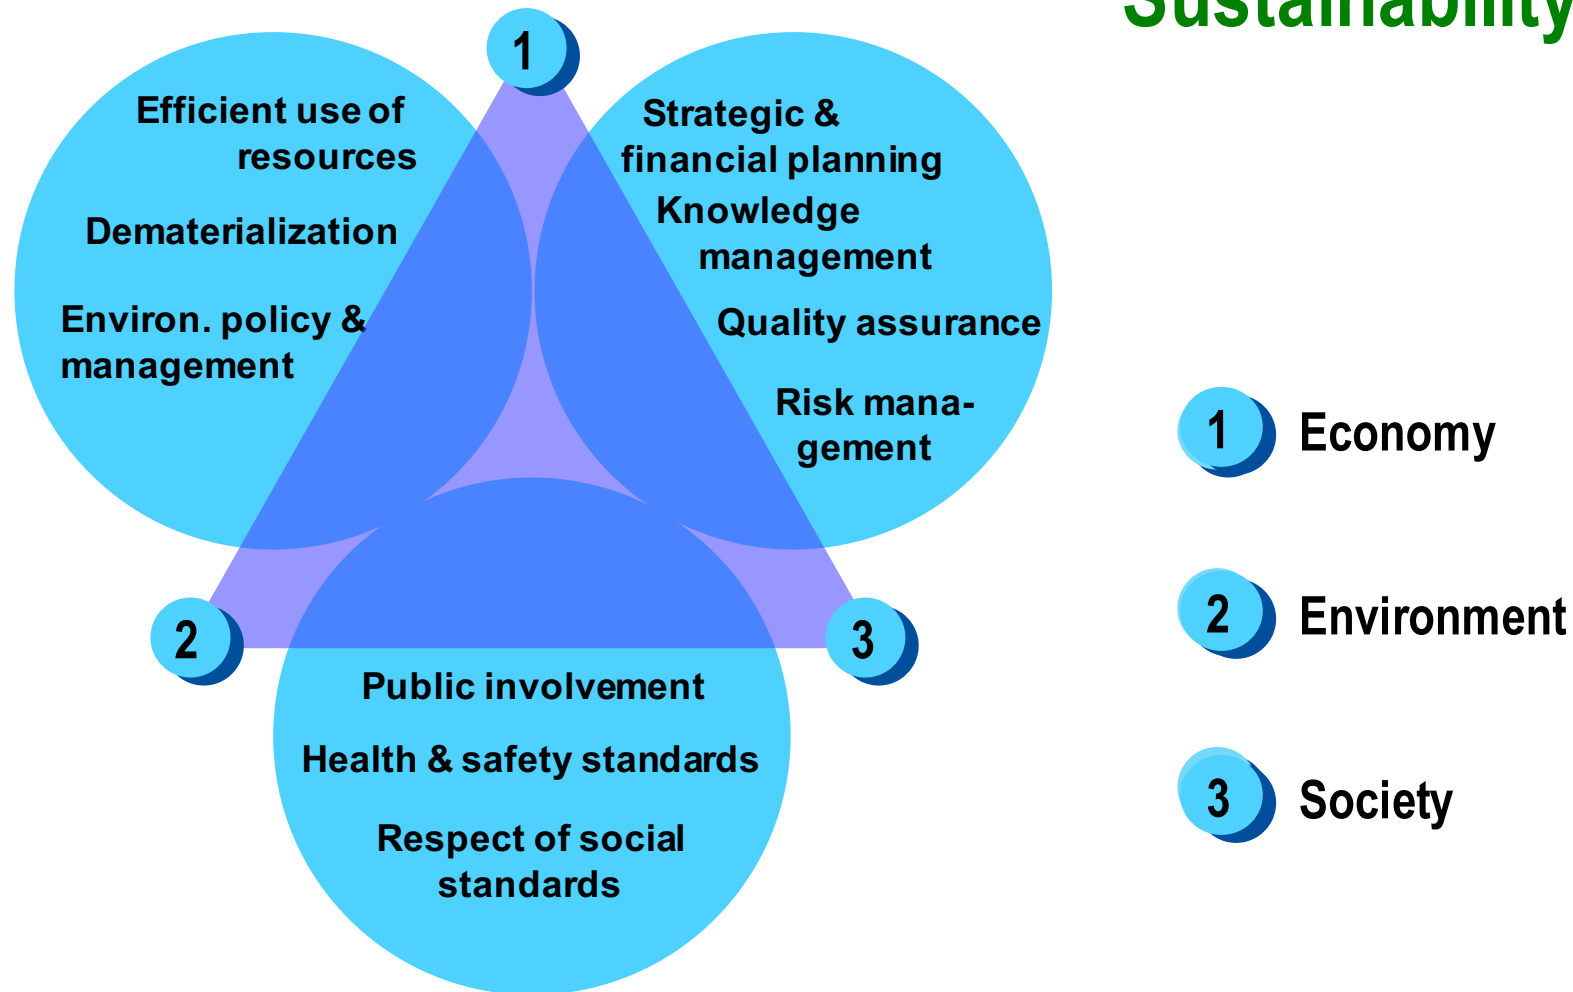 Sustainability
1
Efficient use of
resources
Dematerialization
Environ. policy &
management
Strategic &
financial planning
Knowledge
management
Quality assurance
Risk mana-
gement
2
3
Public involvement
Health & safety standards
Respect of social
standards
1 Economy
2 Environment
3 Society